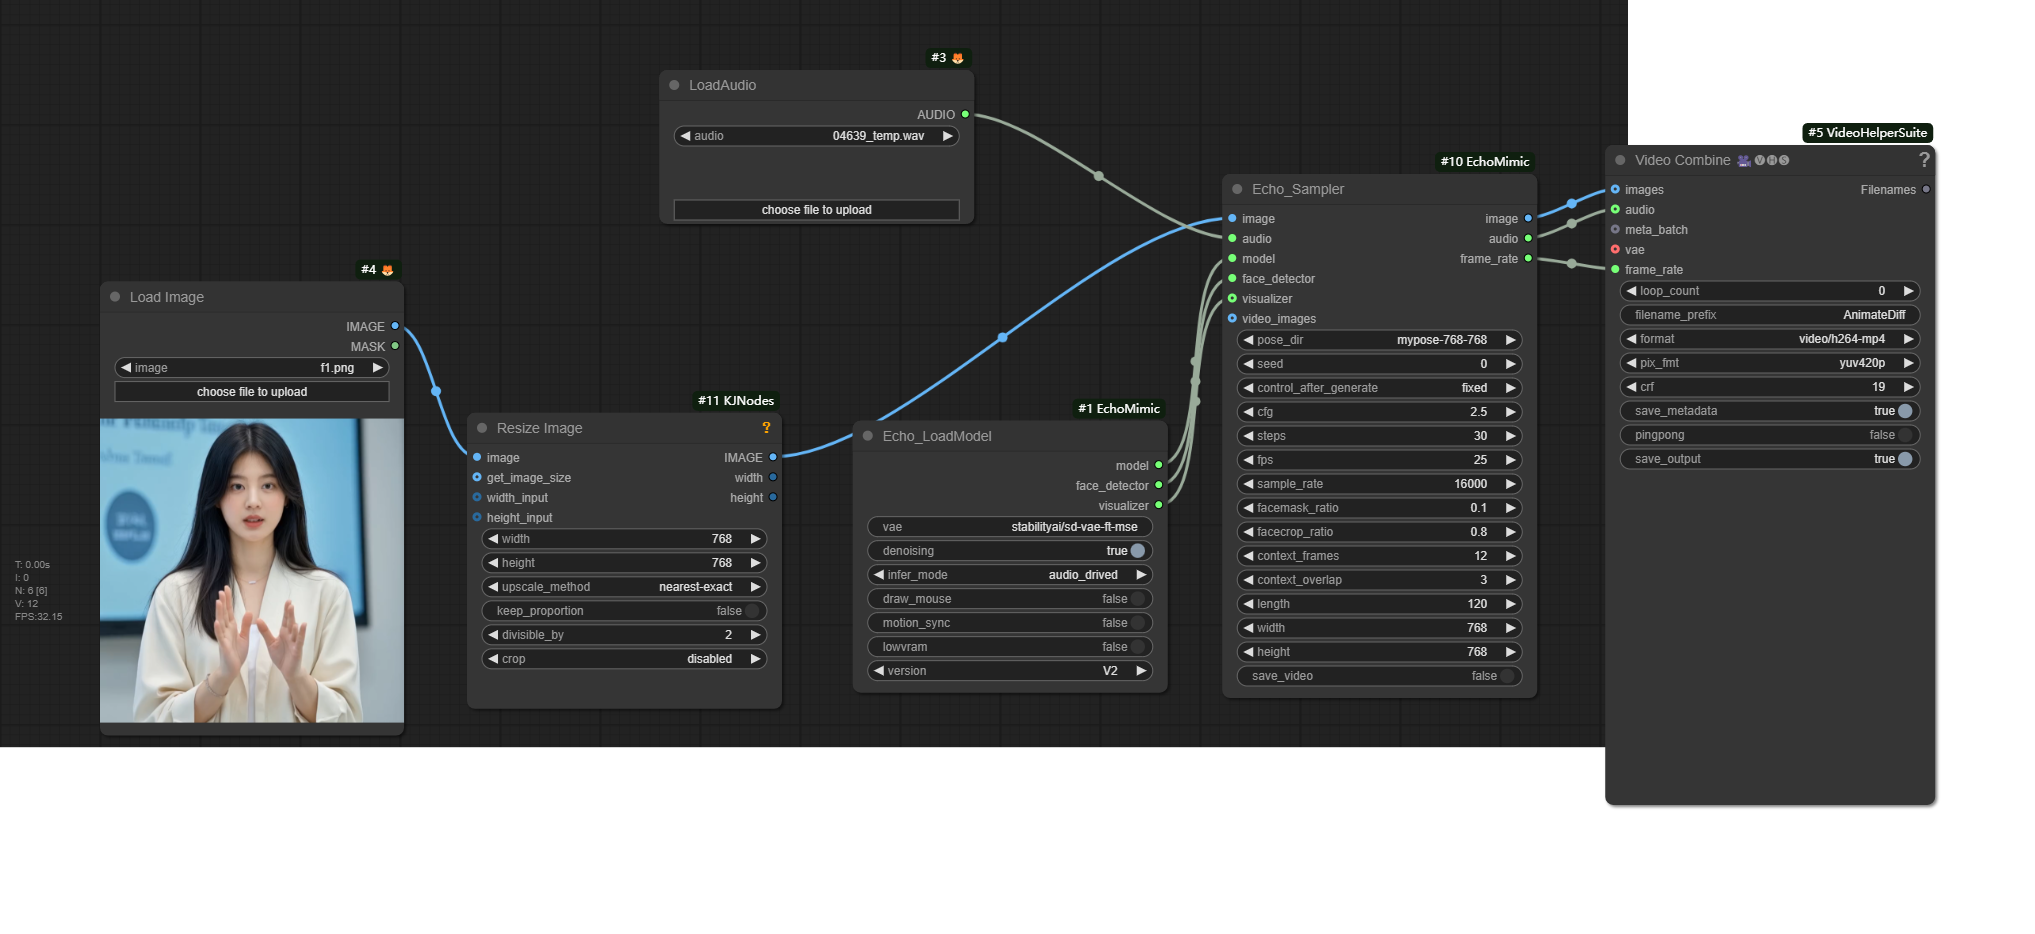 #3
LoadAudio
AUDIO
audio 04639_temp.wav
choose file to upload
#4
Load Image
IMAGE
MASK
image f1.png
choose file to upload
T: 0.00s
I: 0
N: 6 [6]
V: 12
FPS:32.15
#11 KJNodes
Resize Image ?
image IMAGE
get_image_size width
width_input height
height_input
width 768
height 768
upscale_method nearest-exact
keep_proportion false
divisible_by 2
crop disabled
#1 EchoMimic
Echo_LoadModel
model
face_detector
visualizer
vae stabilityai/sd-vae-ft-mse
denoising true
infer_mode audio_drived
draw_mouse false
motion_sync false
lowvram false
version V2
#10 EchoMimic
Echo_Sampler
image image
audio audio
model frame_rate
face_detector
visualizer
video_images
pose_dir mypose-768-768
seed 0
control_after_generate fixed
cfg 2.5
steps 30
fps 25
sample_rate 16000
facemask_ratio 0.1
facecrop_ratio 0.8
context_frames 12
context_overlap 3
length 120
width 768
height 768
save_video false
#5 VideoHelperSuite
Video Combine 🅥🅗🅢 ?
images Filenames
audio
meta_batch
vae
frame_rate
loop_count 0
filename_prefix AnimateDiff
format video/h264-mp4
pix_fmt yuv420p
crf 19
save_metadata true
pingpong false
save_output true